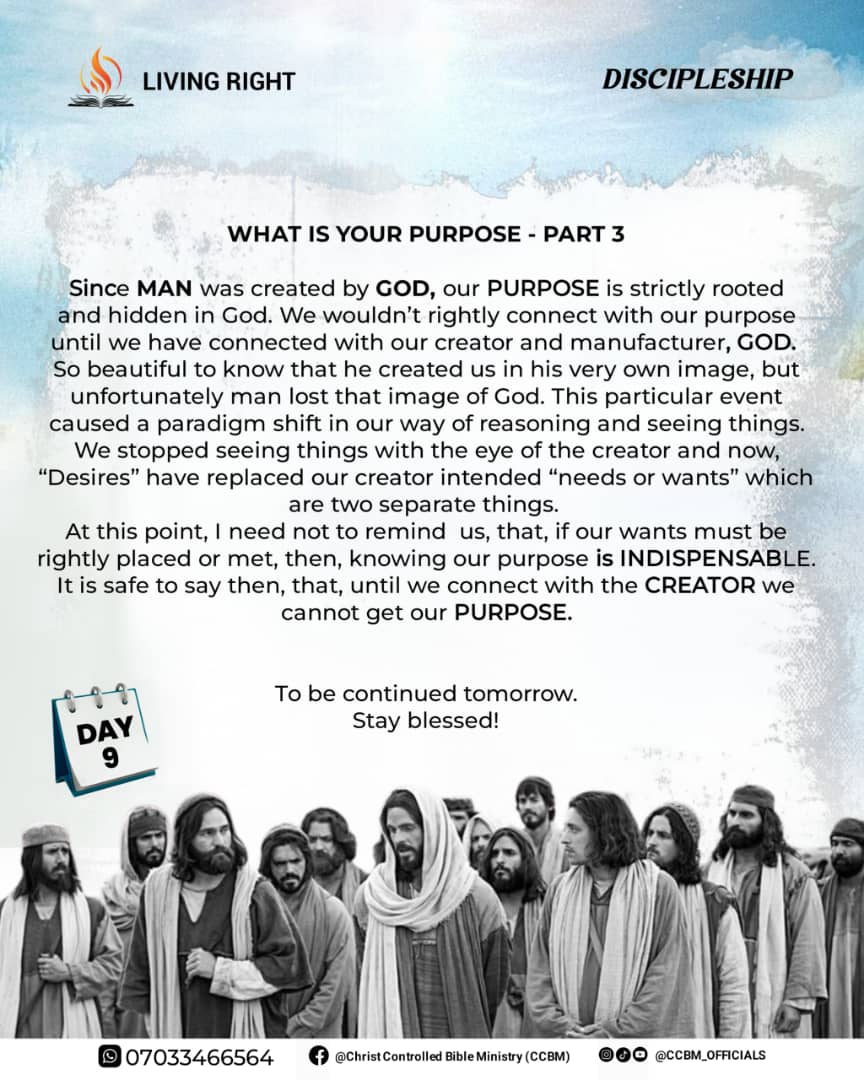 LIVING RIGHT
DISCIPLESHIP
WHAT IS YOUR PURPOSE - PART 3
Since MAN was created by GOD, our PURPOSE is strictly rooted
and hidden in God. We wouldn’t rightly connect with our purpose
until we have connected with our creator and manufacturer, GOD.
So beautiful to know that he created us in his very own image, but
unfortunately man lost that image of God. This particular event
caused a paradigm shift in our way of reasoning and seeing things.
We stopped seeing things with the eye of the creator and now,
“Desires” have replaced our creator intended “needs or wants” which
are two separate things.
At this point, I need not to remind  us, that, if our wants must be
rightly placed or met, then, knowing our purpose is INDISPENSABLE.
It is safe to say then, that, until we connect with the CREATOR we
cannot get our PURPOSE.
To be continued tomorrow.
Stay blessed!
DAY
9
07033466564
@Christ Controlled Bible Ministry (CCBM)
@CCBM_OFFICIALS